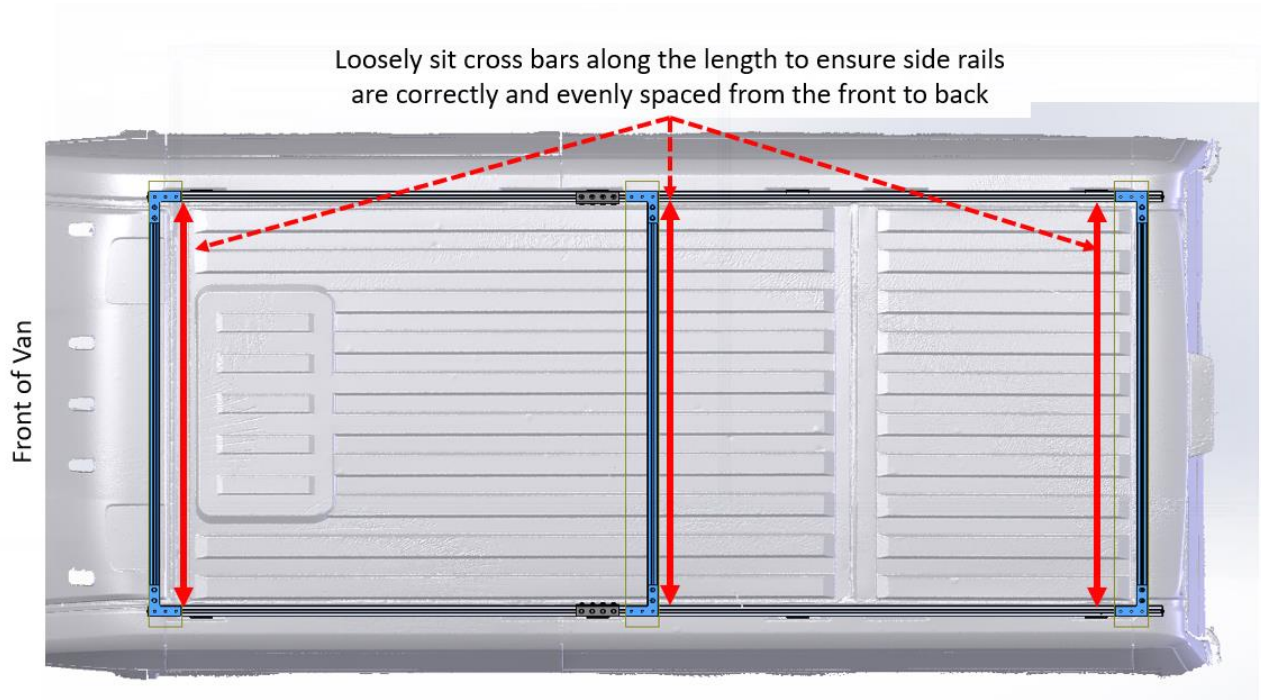 Loosely sit cross bars along the length to ensure side rails
are correctly and evenly spaced from the front to back
Front of Van